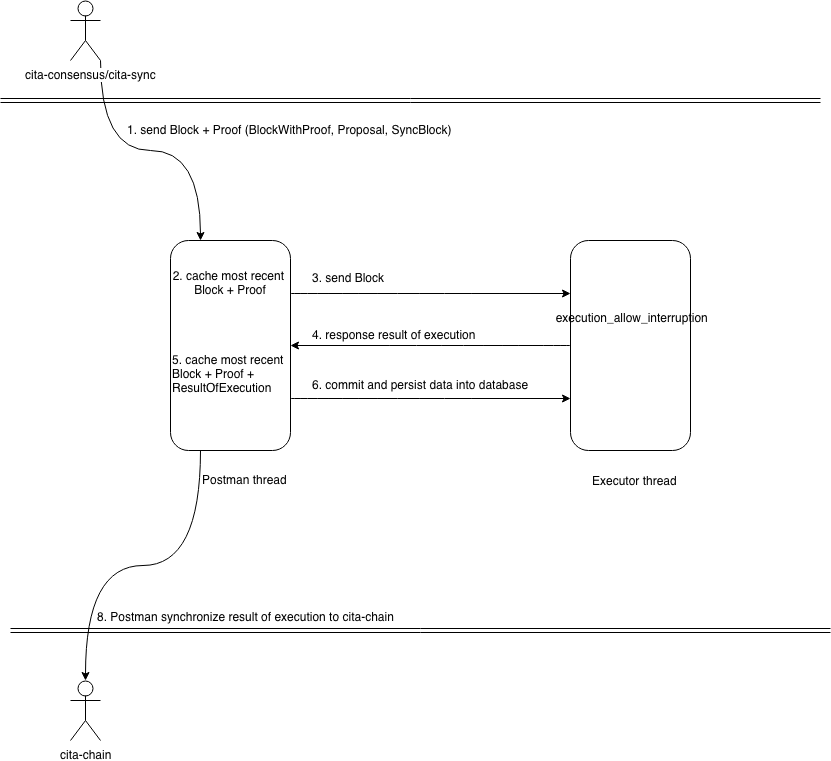 cita-consensus/cita-sync
1. send Block + Proof (BlockWithProof, Proposal, SyncBlock)
2. cache most recent
Block + Proof
3. send Block
execution_allow_interruption
4. response result of execution
5. cache most recent
Block + Proof +
ResultOfExecution
6. commit and persist data into database
Postman thread
Executor thread
8. Postman synchronize result of execution to cita-chain
cita-chain